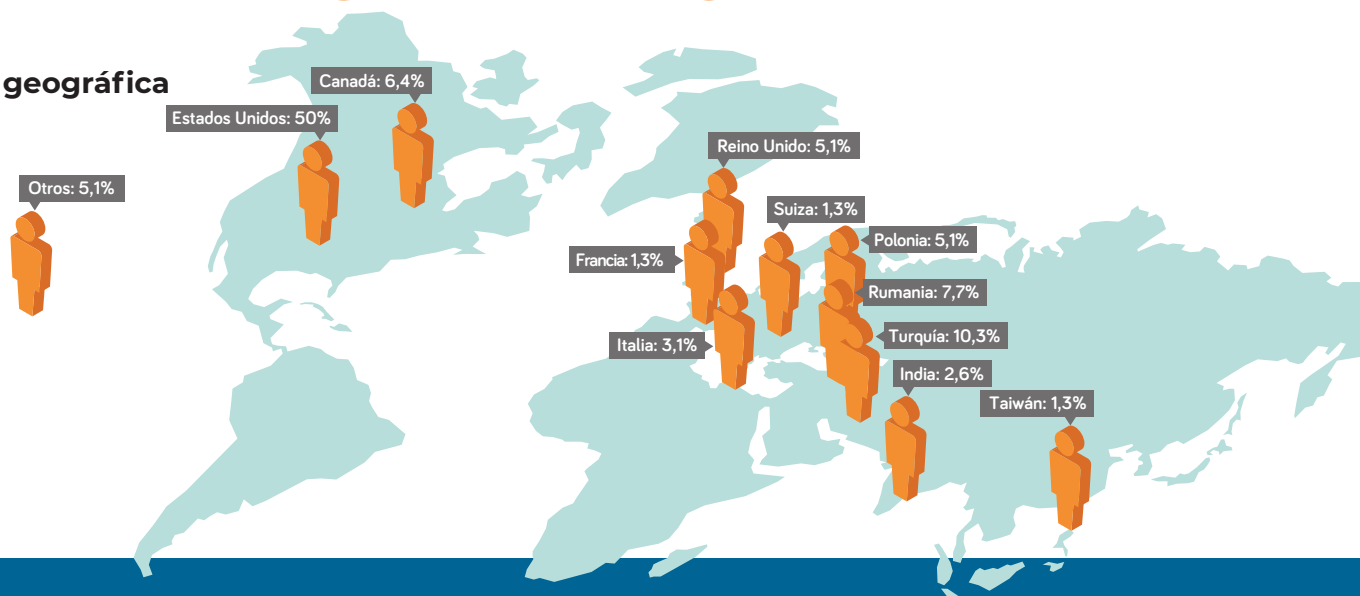 geográfica
Canadá: 6,4%
Estados Unidos: 50%
Reino Unido: 5,1%
Otros: 5,1%
Suiza: 1,3%
Polonia: 5,1%
Francia: 1,3%
Rumania: 7,7%
Turquía: 10,3%
Italia: 3,1%
India: 2,6%
Taiwán: 1,3%